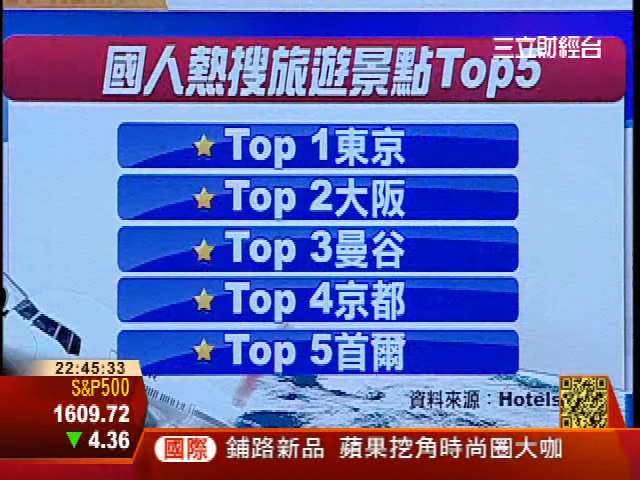 三立財經台
國人熱搜旅遊景點Top5
Top 1東京
Top 2大阪
Top 3曼谷
Top 4京都
Top 5首爾
資料來源：Hotels
22:45:33
S&P500
1609.72
▼ 4.36
國際 鋪路新品 蘋果挖角時尚圈大咖